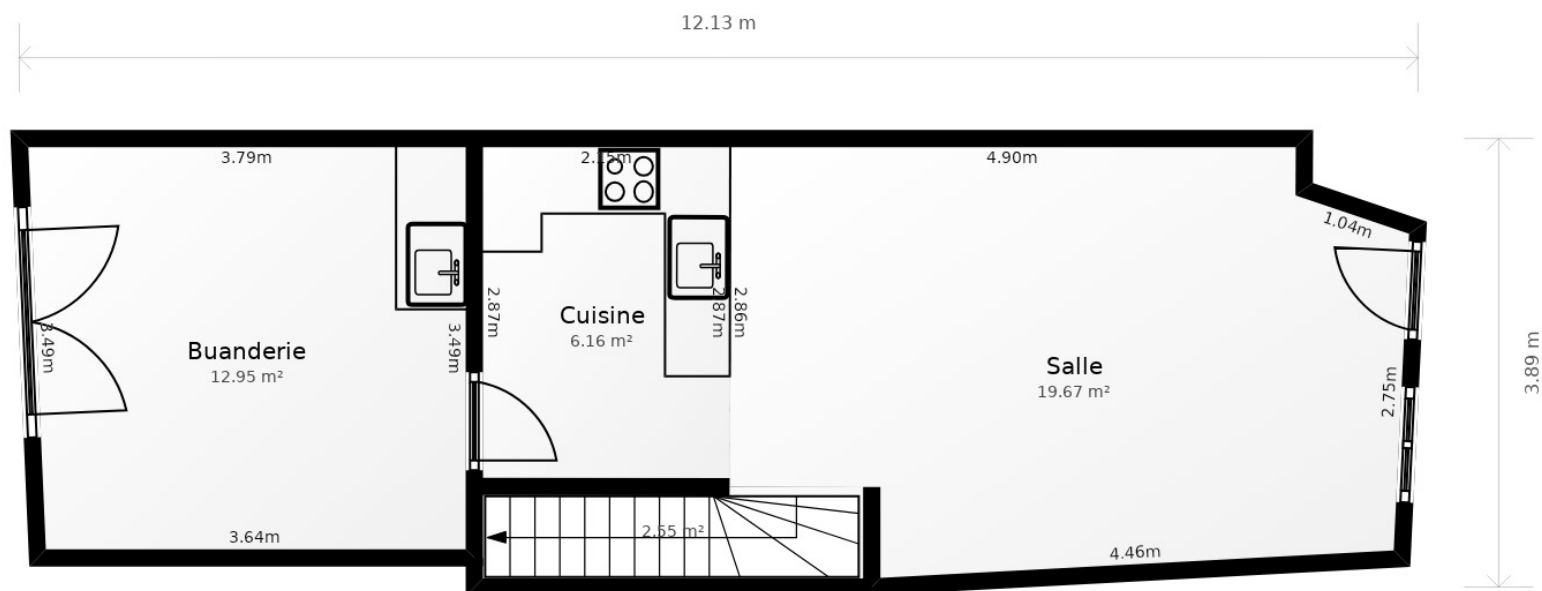 12.13 m
3.79m
2.15m
4.90m
1.04m
2.87m
2.87m
2.86m
3.49m
3.49m
Cuisine
6.16 m²
Buanderie
12.95 m²
Salle
19.67 m²
3.89 m
2.75m
2.55 m²
3.64m
4.46m